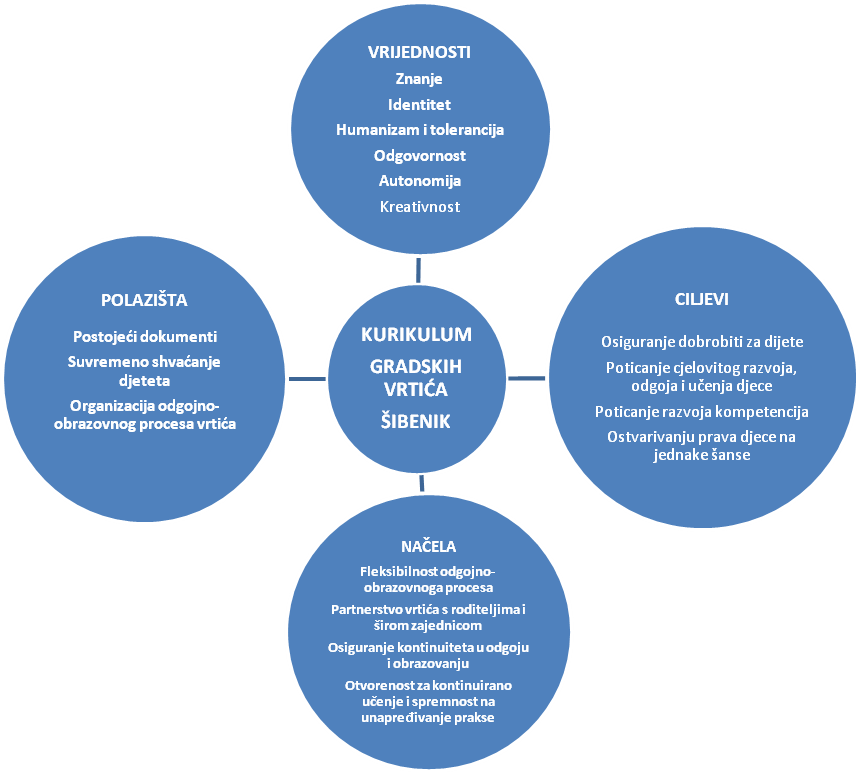 VRIJEDNOSTI
Znanje
Identitet
Humanizam i tolerancija
Odgovornost
Autonomija
Kreativnost
POLAZIŠTA
Postojeći dokumenti
Suvremeno shvaćanje
djeteta
Organizacija odgojno-
obrazovnog procesa vrtića
KURIKULUM
GRADSKIH
VRTIĆA
ŠIBENIK
CILJEVI
Osiguranje dobrobiti za dijete
Poticanje cjelovitog razvoja,
odgoja i učenja djece
Poticanje razvoja kompetencija
Ostvarivanju prava djece na
jednake šanse
NAČELA
Fleksibilnost odgojno-
obrazovnoga procesa
Partnerstvo vrtića s roditeljima i
širom zajednicom
Osiguranje kontinuiteta u odgoju
i obrazovanju
Otvorenost za kontinuirano
učenje i spremnost na
unapređivanje prakse